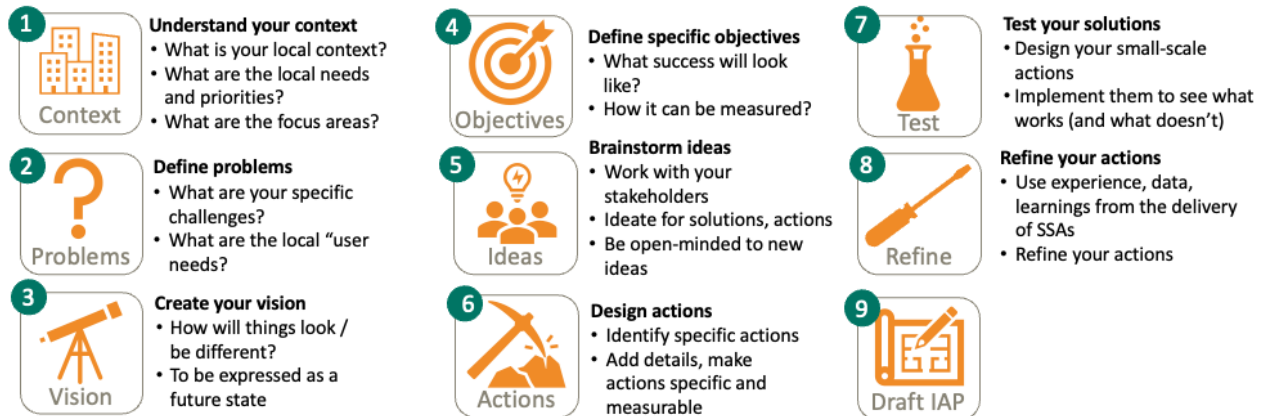 1
Context
Understand your context
• What is your local context?
• What are the local needs
and priorities?
• What are the focus areas?
2
Problems
Define problems
• What are your specific
challenges?
• What are the local “user
needs?
3
Vision
Create your vision
• How will things look /
be different?
• To be expressed as a
future state
4
Objectives
Define specific objectives
• What success will look
like?
• How it can be measured?
5
Ideas
Brainstorm ideas
• Work with your
stakeholders
• Ideate for solutions, actions
• Be open-minded to new
ideas
6
Actions
Design actions
• Identify specific actions
• Add details, make
actions specific and
measurable
7
Test
Test your solutions
• Design your small-scale
actions
• Implement them to see what
works (and what doesn’t)
8
Refine
Refine your actions
• Use experience, data,
learnings from the delivery
of SSAs
• Refine your actions
9
Draft IAP